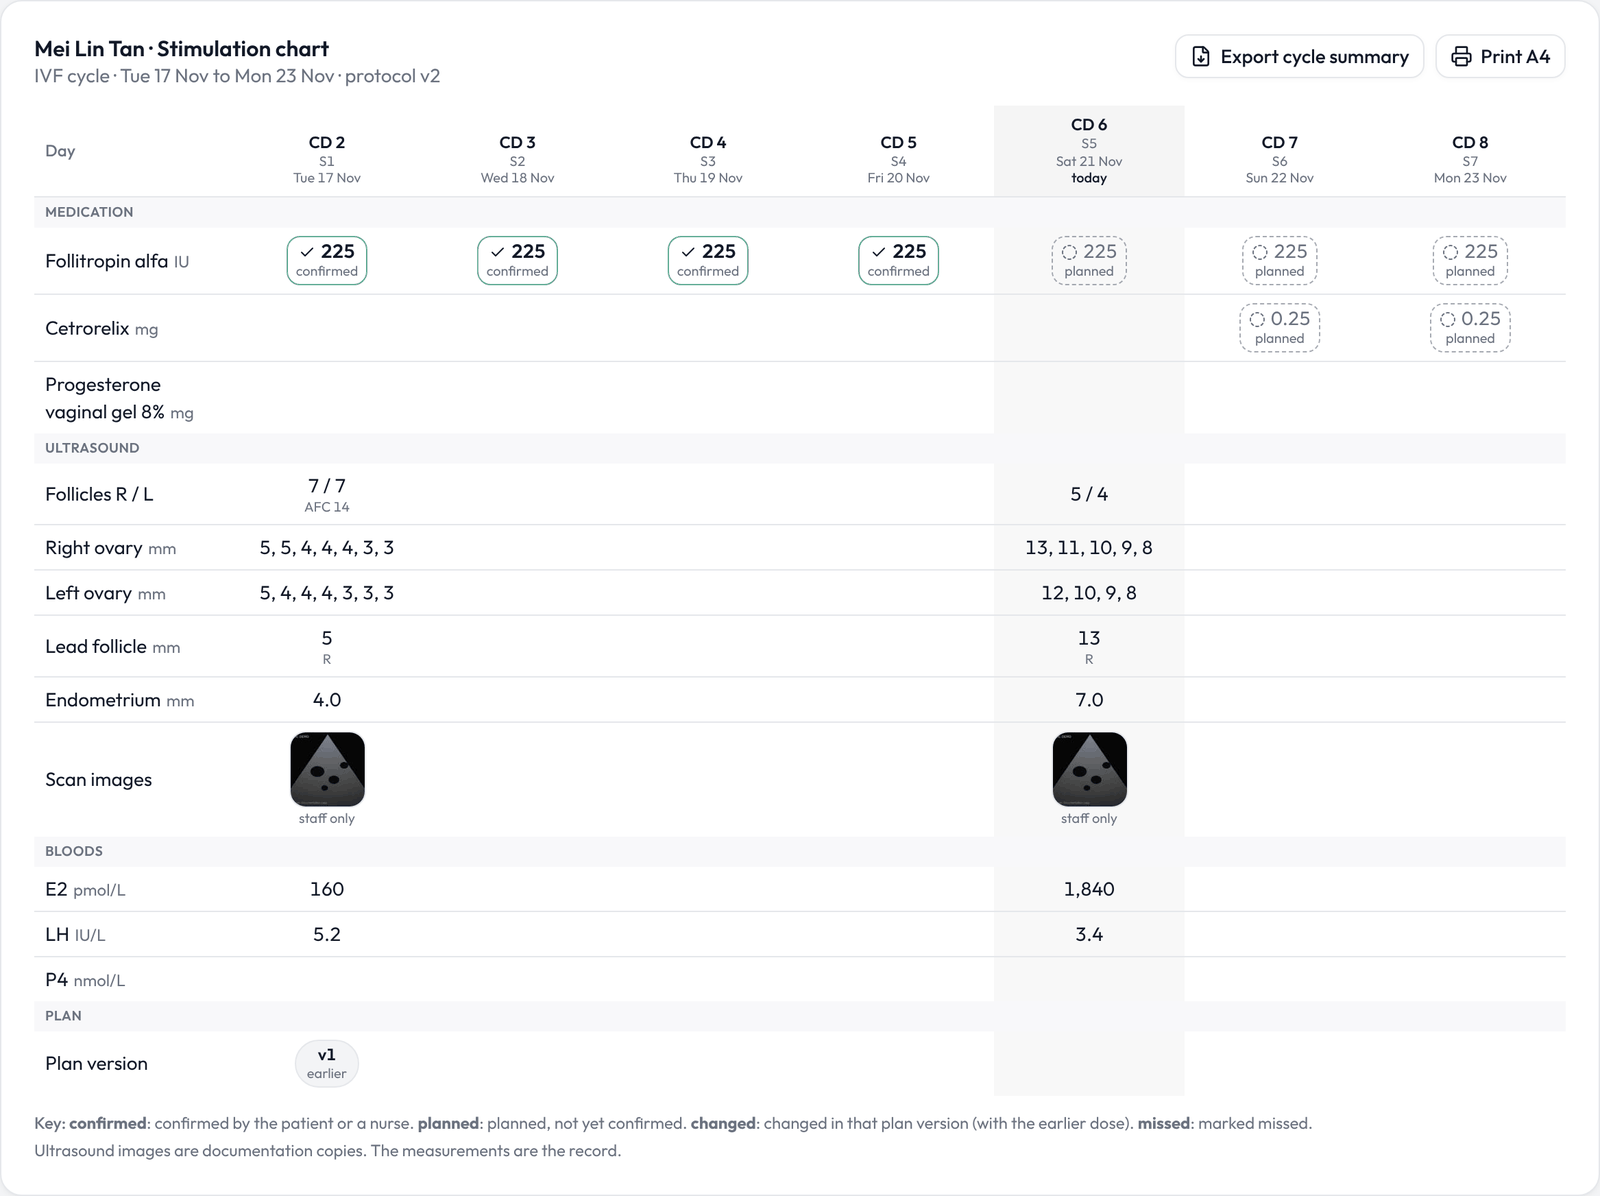 Mei Lin Tan · Stimulation chart
IVF cycle · Tue 17 Nov to Mon 23 Nov · protocol v2
Export cycle summary
Print A4
Day
CD 2
S1
Tue 17 Nov
CD 3
S2
Wed 18 Nov
CD 4
S3
Thu 19 Nov
CD 5
S4
Fri 20 Nov
CD 6
S5
Sat 21 Nov
today
CD 7
S6
Sun 22 Nov
CD 8
S7
Mon 23 Nov
MEDICATION
Follitropin alfa IU
225
confirmed
225
confirmed
225
confirmed
225
confirmed
225
planned
225
planned
225
planned
Cetrorelix mg
0.25
planned
0.25
planned
Progesterone
vaginal gel 8% mg
ULTRASOUND
Follicles R / L
7 / 7
AFC 14
5 / 4
Right ovary mm
5, 5, 4, 4, 4, 3, 3
13, 11, 10, 9, 8
Left ovary mm
5, 4, 4, 4, 3, 3, 3
12, 10, 9, 8
Lead follicle mm
5
R
13
R
Endometrium mm
4.0
7.0
Scan images
staff only
staff only
BLOODS
E2 pmol/L
160
1,840
LH IU/L
5.2
3.4
P4 nmol/L
PLAN
Plan version
v1
earlier
Key: confirmed: confirmed by the patient or a nurse. planned: planned, not yet confirmed. changed: changed in that plan version (with the earlier dose). missed: marked missed.
Ultrasound images are documentation copies. The measurements are the record.